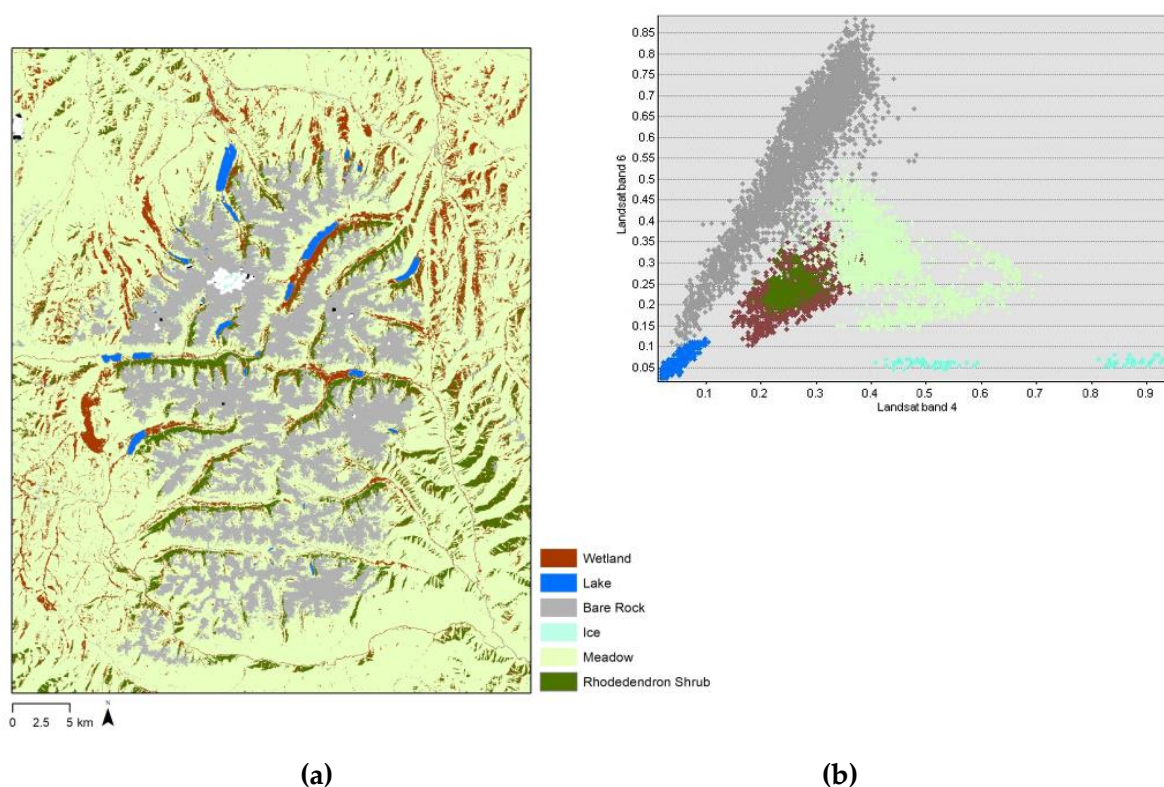 Wetland
Lake
Bare Rock
Ice
Meadow
Rhodedendron Shrub
0 2.5 5 km
N
0.85
0.8
0.75
0.7
0.65
0.6
0.55
0.5
0.45
0.4
0.35
0.3
0.25
0.2
0.15
0.1
0.05
Landsat band 6
0.1 0.2 0.3 0.4 0.5 0.6 0.7 0.8 0.9
Landsat band 4
(a) (b)